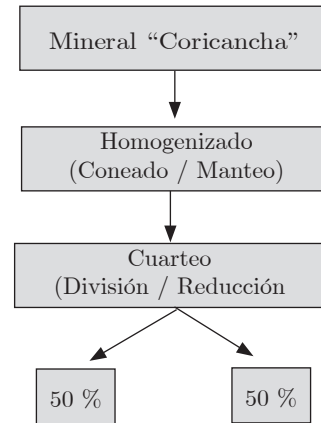 Mineral “Coricancha”
Homogenizado
(Coneado / Manteo)
Cuarteo
(División / Reducción
50 %
50 %